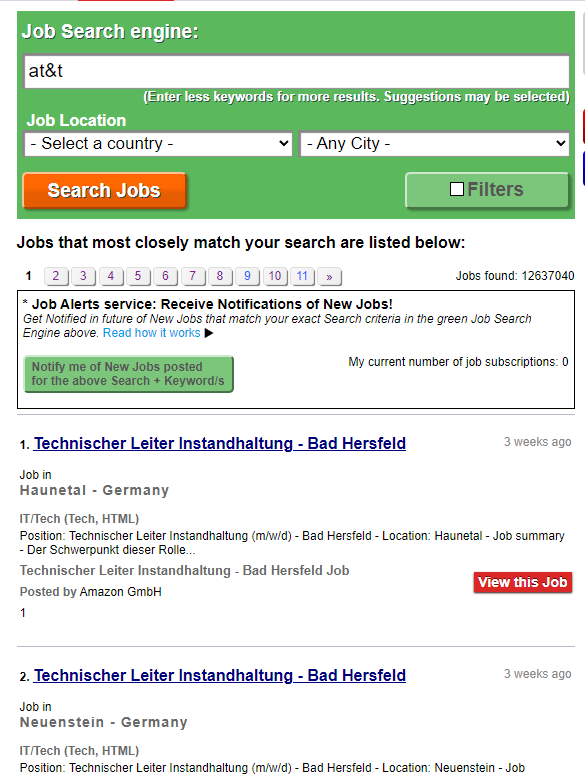 Job Search engine:
at&t
(Enter less keywords for more results. Suggestions may be selected)
Job Location
- Select a country -
- Any City -
Search Jobs
Filters
Jobs that most closely match your search are listed below:
1 2 3 4 5 6 7 8 9 10 11 »
Jobs found: 12637040
* Job Alerts service: Receive Notifications of New Jobs!
Get Notified in future of New Jobs that match your exact Search criteria in the green Job Search
Engine above. Read how it works ▶
Notify me of New Jobs posted
for the above Search + Keyword/s
My current number of job subscriptions: 0
1. Technischer Leiter Instandhaltung - Bad Hersfeld
3 weeks ago
Job in
Haunetal - Germany
IT/Tech (Tech, HTML)
Position: Technischer Leiter Instandhaltung (m/w/d) - Bad Hersfeld - Location: Haunetal - Job summary
- Der Schwerpunkt dieser Rolle...
Technischer Leiter Instandhaltung - Bad Hersfeld Job
View this Job
Posted by Amazon GmbH
1
2. Technischer Leiter Instandhaltung - Bad Hersfeld
3 weeks ago
Job in
Neuenstein - Germany
IT/Tech (Tech, HTML)
Position: Technischer Leiter Instandhaltung (m/w/d) - Bad Hersfeld - Location: Neuenstein - Job